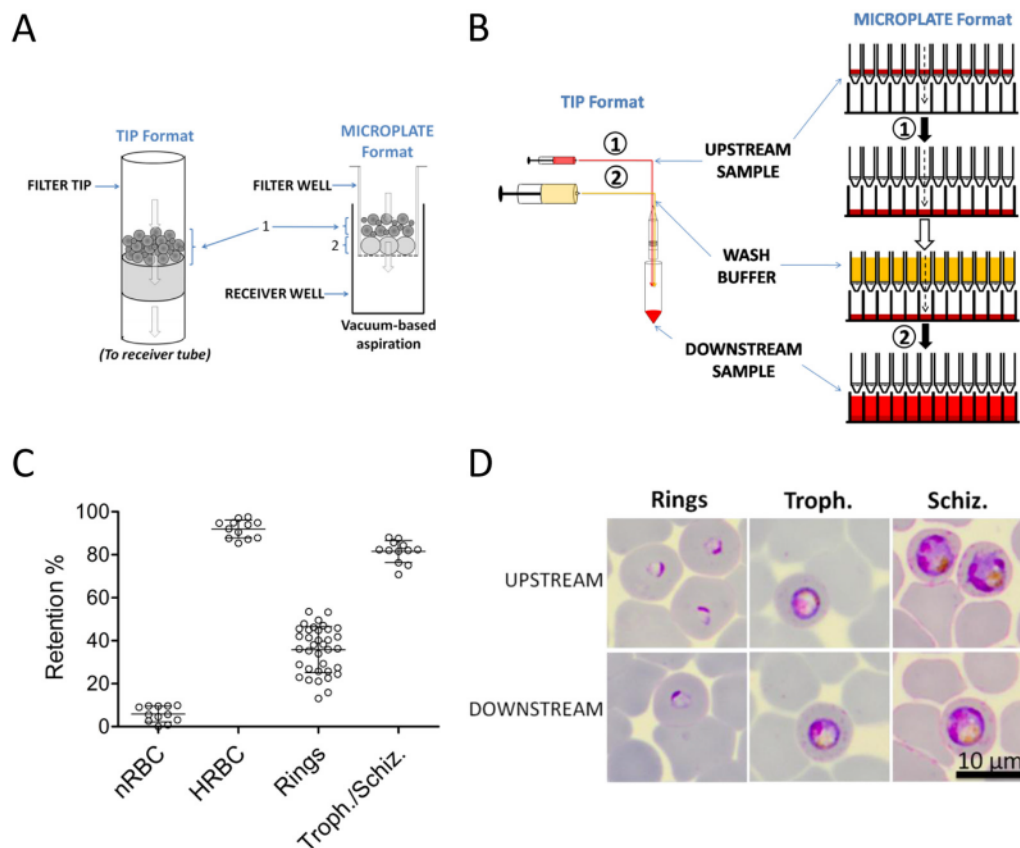 A
TIP Format
FILTER TIP
(To receiver tube)
MICROPLATE
Format
FILTER WELL
1
2
RECEIVER WELL
Vacuum-based
aspiration
B
MICROPLATE Format
TIP Format
1
2
UPSTREAM
SAMPLE
WASH
BUFFER
DOWNSTREAM
SAMPLE
1
2
C
Retention %
100
80
60
40
20
0
nRBC
HRBC
Rings
Troph./Schiz.
D
Rings Troph. Schiz.
UPSTREAM
DOWNSTREAM
10 µm